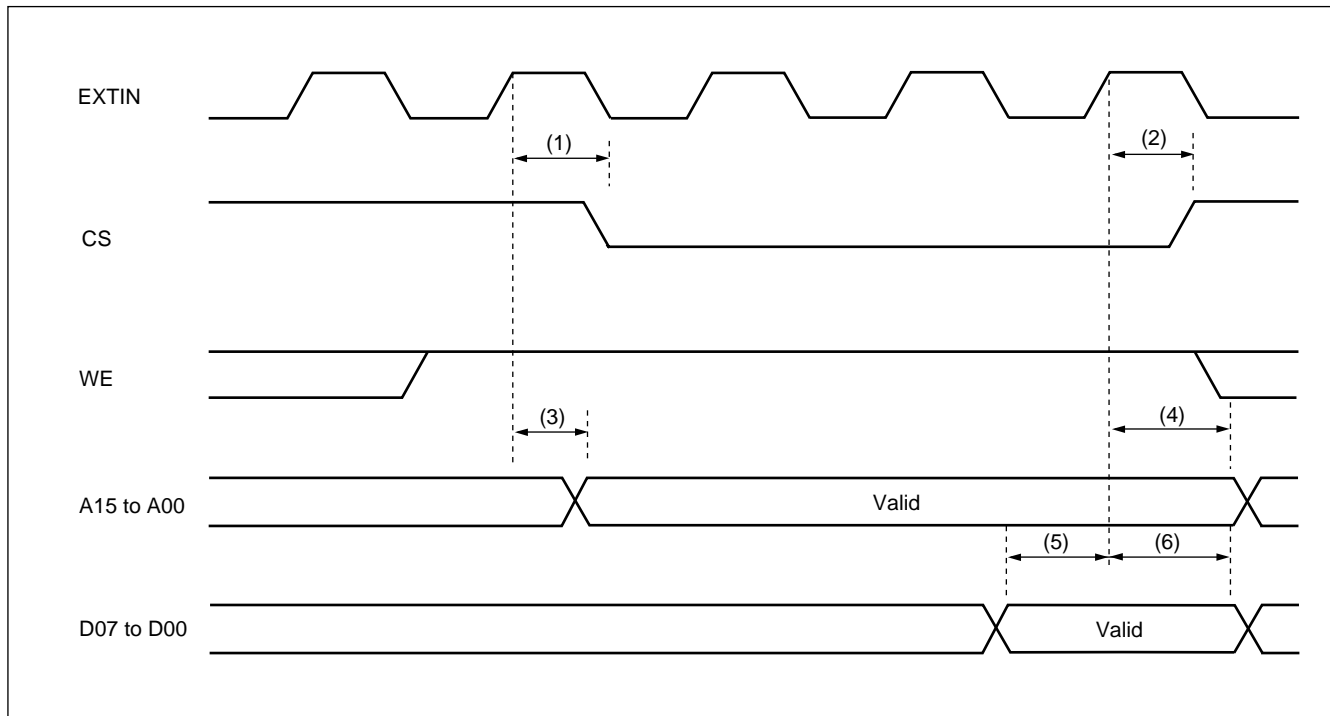 EXTIN
(1)
(2)
CS
WE
(3)
(4)
A15 to A00
Valid
(5)
(6)
D07 to D00
Valid